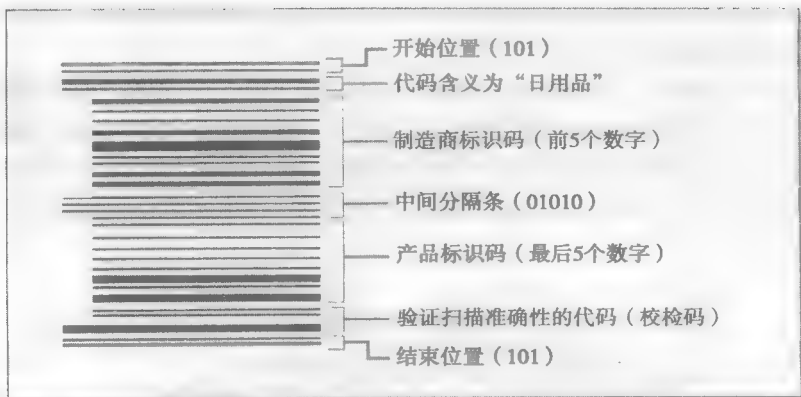 开始位置（101）
代码含义为“日用品”
制造商标识码（前5个数字）
中间分隔条（01010）
产品标识码（最后5个数字）
验证扫描准确性的代码（校检码）
结束位置（101）